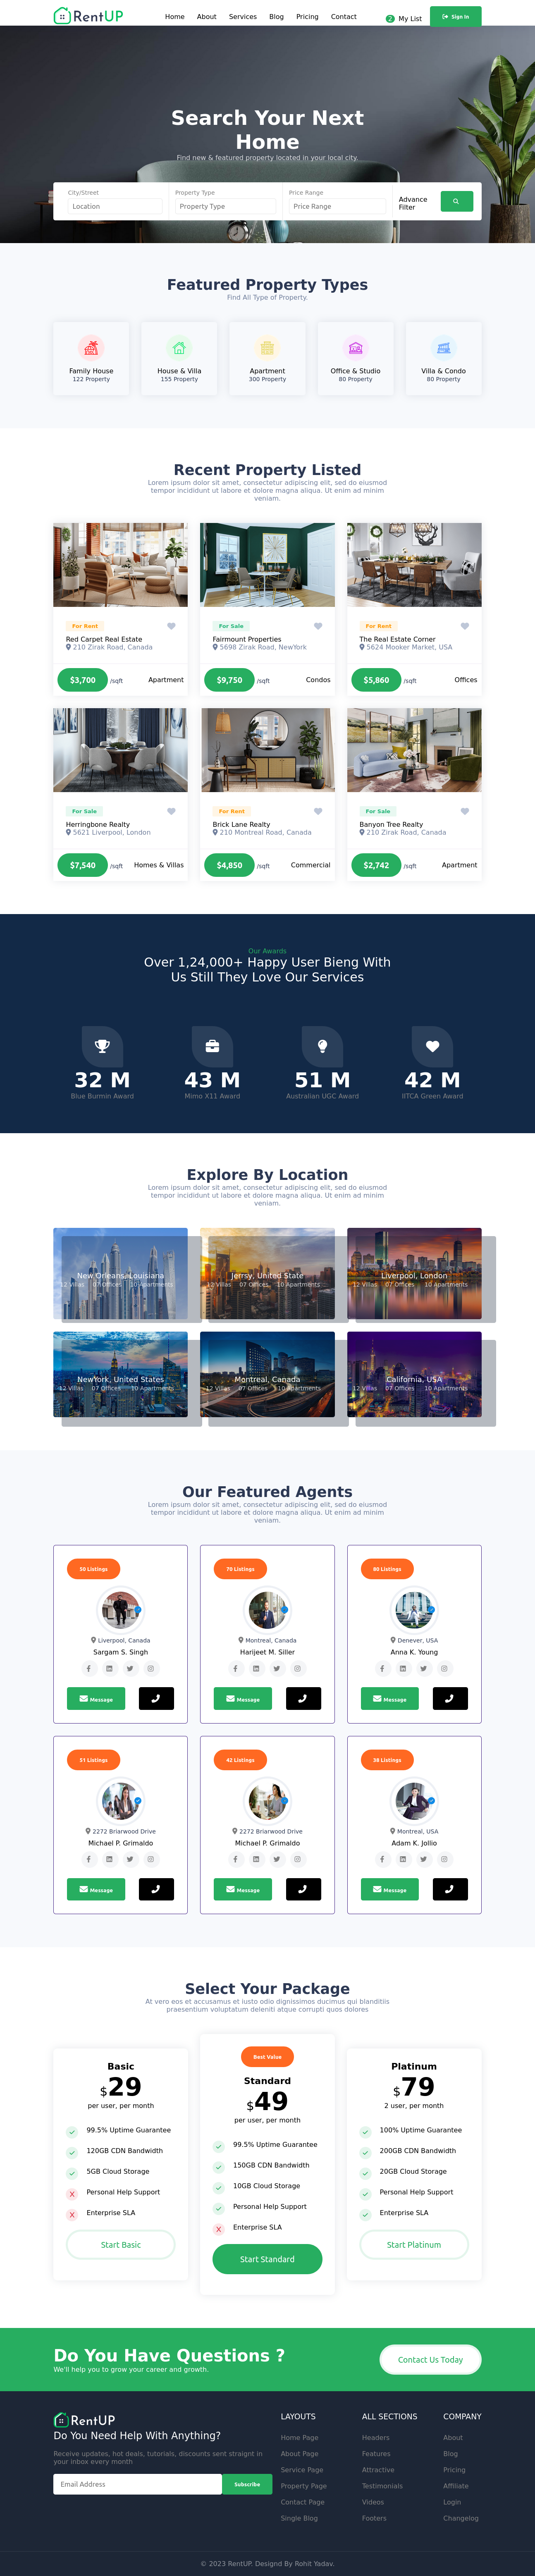 RentUP
Home About Services Blog Pricing Contact
2 My List
Sign In
Search Your Next
Home
Find new & featured property located in your local city.
City/Street
Property Type
Price Range
Location
Property Type
Price Range
Advance
Filter
Featured Property Types
Find All Type of Property.
Family House
122 Property
House & Villa
155 Property
Apartment
300 Property
Office & Studio
80 Property
Villa & Condo
80 Property
Recent Property Listed
Lorem ipsum dolor sit amet, consectetur adipiscing elit, sed do eiusmod
tempor incididunt ut labore et dolore magna aliqua. Ut enim ad minim
veniam.
For Rent
Red Carpet Real Estate
210 Zirak Road, Canada
$3,700 /sqft Apartment
For Sale
Fairmount Properties
5698 Zirak Road, NewYork
$9,750 /sqft Condos
For Rent
The Real Estate Corner
5624 Mooker Market, USA
$5,860 /sqft Offices
For Sale
Herringbone Realty
5621 Liverpool, London
$7,540 /sqft Homes & Villas
For Rent
Brick Lane Realty
210 Montreal Road, Canada
$4,850 /sqft Commercial
For Sale
Banyon Tree Realty
210 Zirak Road, Canada
$2,742 /sqft Apartment
Our Awards
Over 1,24,000+ Happy User Bieng With
Us Still They Love Our Services
32 M
Blue Burmin Award
43 M
Mimo X11 Award
51 M
Australian UGC Award
42 M
IITCA Green Award
Explore By Location
Lorem ipsum dolor sit amet, consectetur adipiscing elit, sed do eiusmod
tempor incididunt ut labore et dolore magna aliqua. Ut enim ad minim
veniam.
New Orleans, Louisiana
12 Villas 07 Offices 10 Apartments
Jerrsy, United State
12 Villas 07 Offices 10 Apartments
Liverpool, London
12 Villas 07 Offices 10 Apartments
NewYork, United States
12 Villas 07 Offices 10 Apartments
Montreal, Canada
12 Villas 07 Offices 10 Apartments
California, USA
12 Villas 07 Offices 10 Apartments
Our Featured Agents
Lorem ipsum dolor sit amet, consectetur adipiscing elit, sed do eiusmod
tempor incididunt ut labore et dolore magna aliqua. Ut enim ad minim
veniam.
50 Listings
Liverpool, Canada
Sargam S. Singh
Message
70 Listings
Montreal, Canada
Harijeet M. Siller
Message
80 Listings
Denever, USA
Anna K. Young
Message
51 Listings
2272 Briarwood Drive
Michael P. Grimaldo
Message
42 Listings
2272 Briarwood Drive
Michael P. Grimaldo
Message
38 Listings
Montreal, USA
Adam K. Jollio
Message
Select Your Package
At vero eos et accusamus et iusto odio dignissimos ducimus qui blanditiis
praesentium voluptatum deleniti atque corrupti quos dolores
Basic
$29
per user, per month
99.5% Uptime Guarantee
120GB CDN Bandwidth
5GB Cloud Storage
Personal Help Support
Enterprise SLA
Start Basic
Best Value
Standard
$49
per user, per month
99.5% Uptime Guarantee
150GB CDN Bandwidth
10GB Cloud Storage
Personal Help Support
Enterprise SLA
Start Standard
Platinum
$79
2 user, per month
100% Uptime Guarantee
200GB CDN Bandwidth
20GB Cloud Storage
Personal Help Support
Enterprise SLA
Start Platinum
Do You Have Questions ?
We'll help you to grow your career and growth.
Contact Us Today
RentUP
Do You Need Help With Anything?
Receive updates, hot deals, tutorials, discounts sent straignt in
your inbox every month
Email Address
Subscribe
LAYOUTS
Home Page
About Page
Service Page
Property Page
Contact Page
Single Blog
ALL SECTIONS
Headers
Features
Attractive
Testimonials
Videos
Footers
COMPANY
About
Blog
Pricing
Affiliate
Login
Changelog
© 2023 RentUP. Designd By Rohit Yadav.